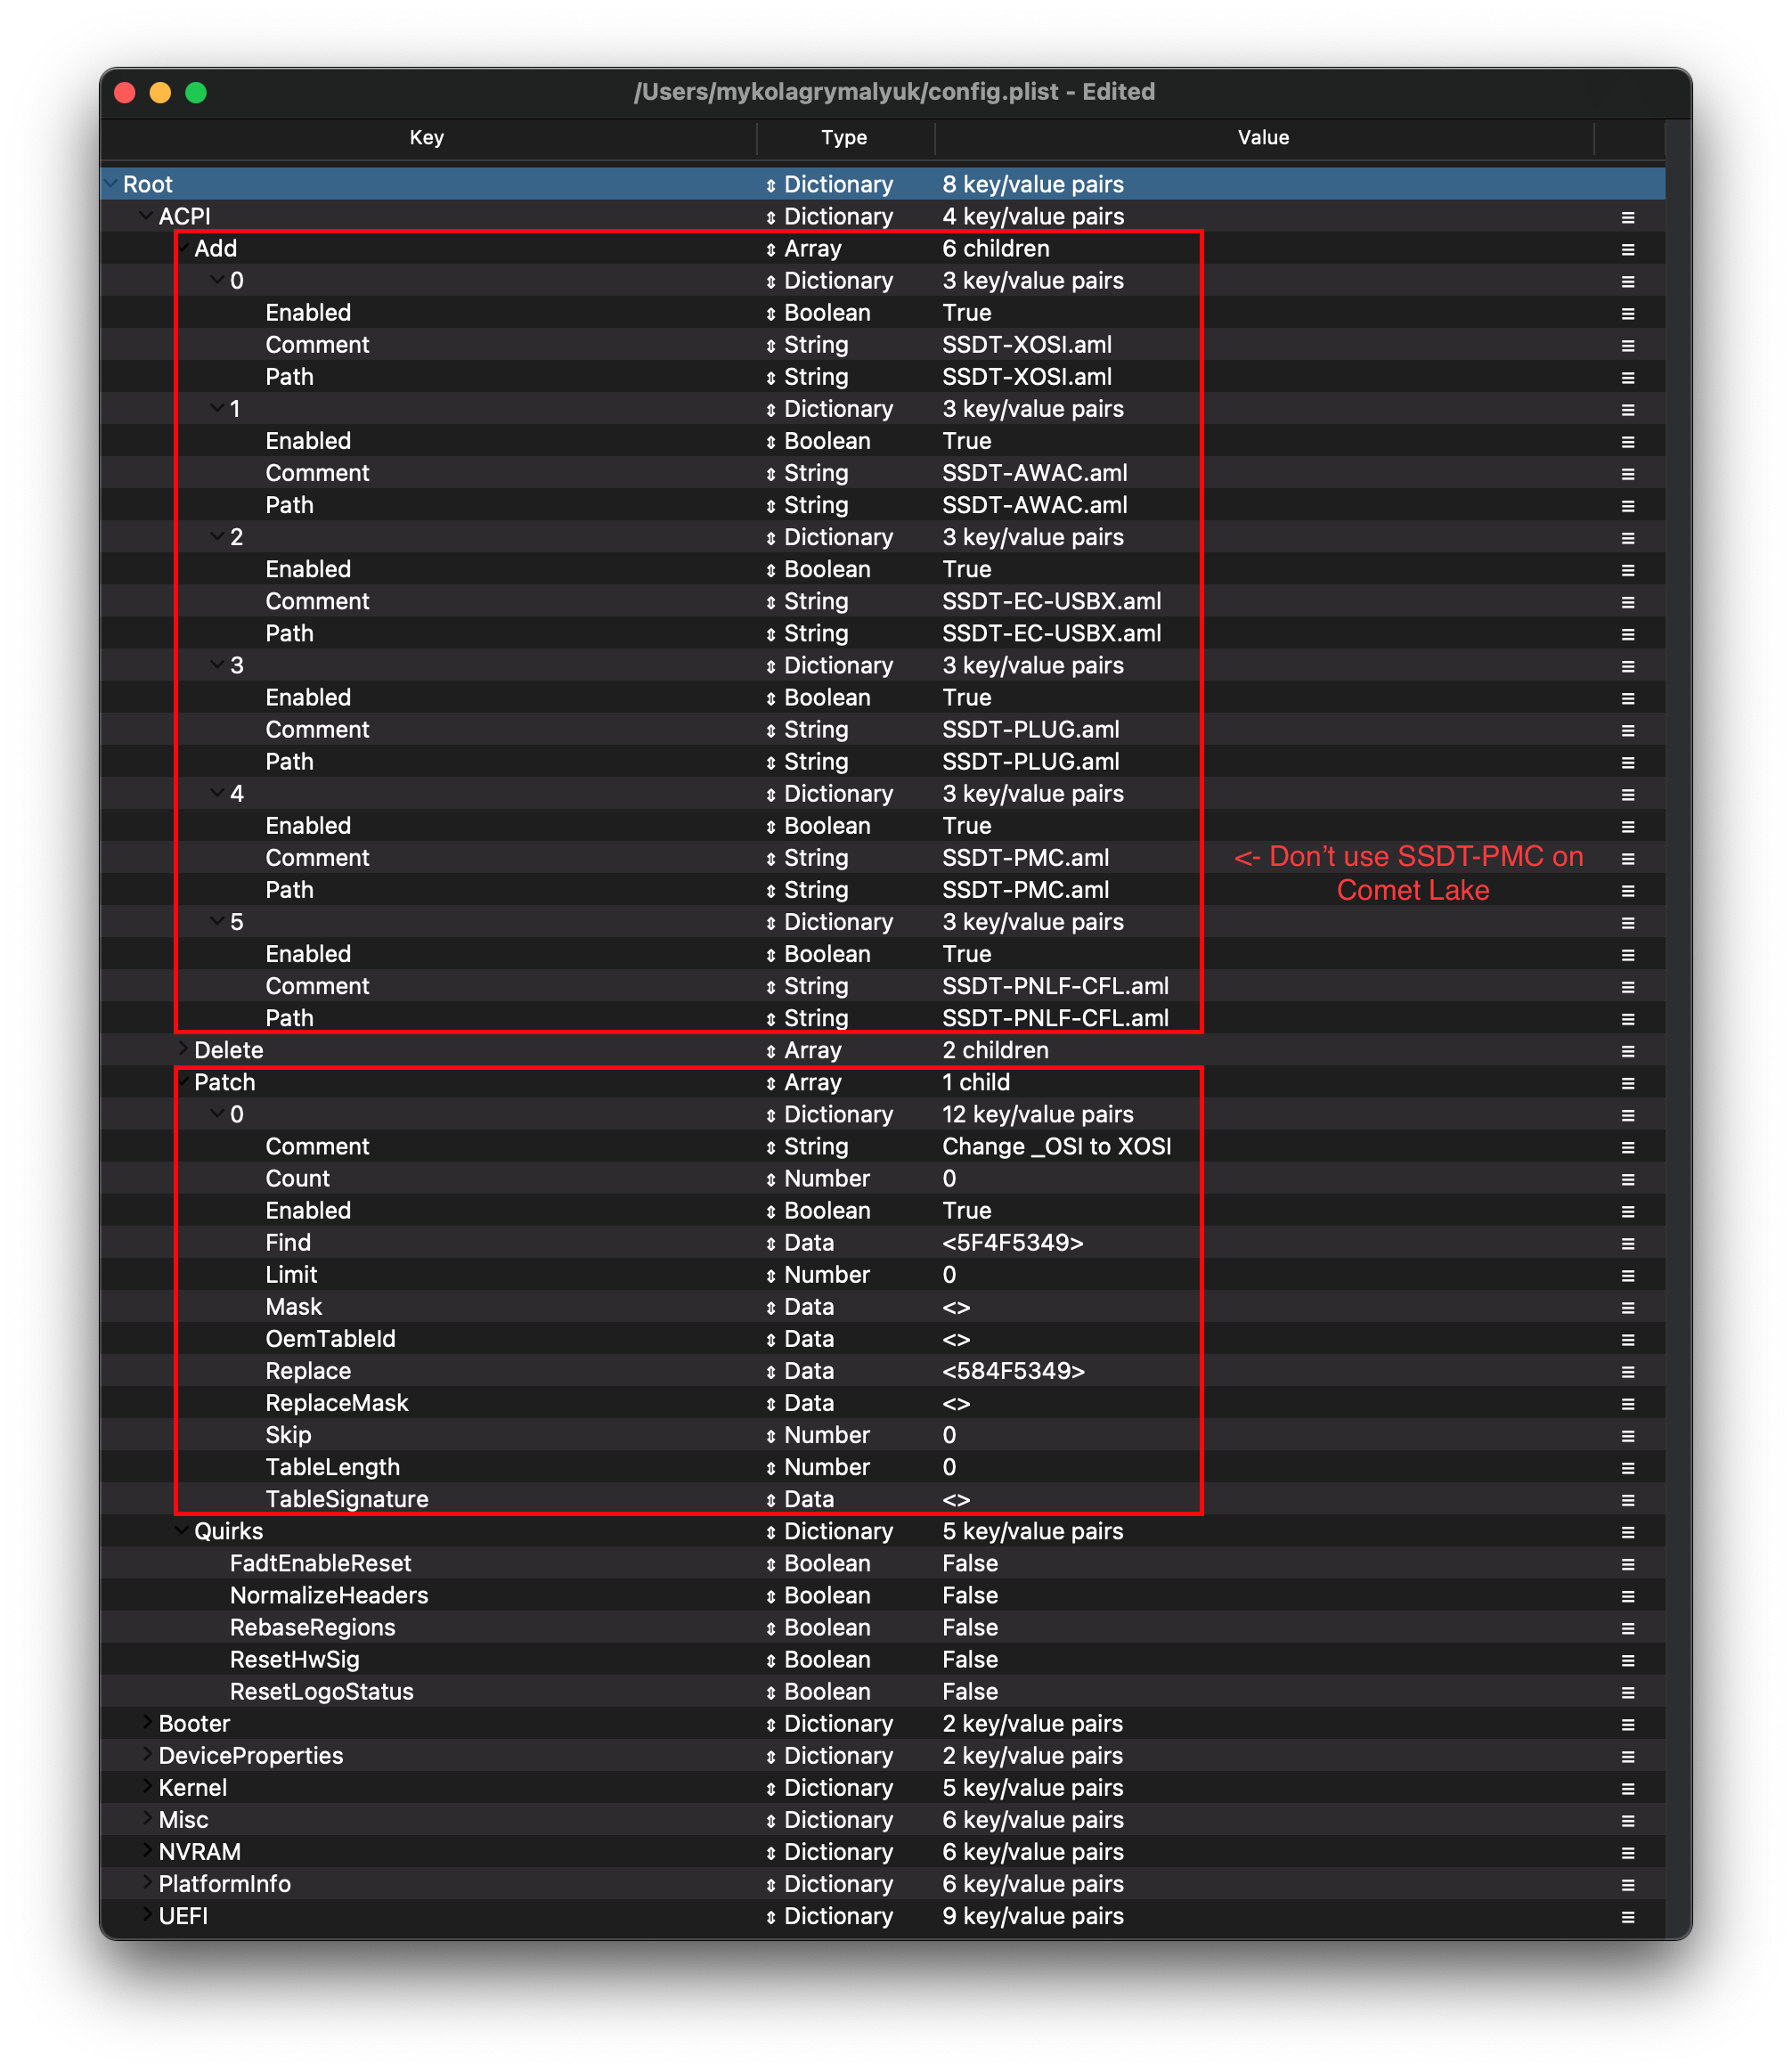 /Users/mykolagrymalyuk/config.plist - Edited
Key Type Value
Root Dictionary 8 key/value pairs
ACPI Dictionary 4 key/value pairs
Add Array 6 children
0 Dictionary 3 key/value pairs
Enabled Boolean True
Comment String SSDT-XOSI.aml
Path String SSDT-XOSI.aml
1 Dictionary 3 key/value pairs
Enabled Boolean True
Comment String SSDT-AWAC.aml
Path String SSDT-AWAC.aml
2 Dictionary 3 key/value pairs
Enabled Boolean True
Comment String SSDT-EC-USBX.aml
Path String SSDT-EC-USBX.aml
3 Dictionary 3 key/value pairs
Enabled Boolean True
Comment String SSDT-PLUG.aml
Path String SSDT-PLUG.aml
4 Dictionary 3 key/value pairs
Enabled Boolean True
Comment String SSDT-PMC.aml <- Don’t use SSDT-PMC on
Path String SSDT-PMC.aml Comet Lake
5 Dictionary 3 key/value pairs
Enabled Boolean True
Comment String SSDT-PNLF-CFL.aml
Path String SSDT-PNLF-CFL.aml
Delete Array 2 children
Patch Array 1 child
0 Dictionary 12 key/value pairs
Comment String Change _OSI to XOSI
Count Number 0
Enabled Boolean True
Find Data <5F4F5349>
Limit Number 0
Mask Data <>
OemTableId Data <>
Replace Data <584F5349>
ReplaceMask Data <>
Skip Number 0
TableLength Number 0
TableSignature Data <>
Quirks Dictionary 5 key/value pairs
FadtEnableReset Boolean False
NormalizeHeaders Boolean False
RebaseRegions Boolean False
ResetHwSig Boolean False
ResetLogoStatus Boolean False
Booter Dictionary 2 key/value pairs
DeviceProperties Dictionary 2 key/value pairs
Kernel Dictionary 5 key/value pairs
Misc Dictionary 6 key/value pairs
NVRAM Dictionary 6 key/value pairs
PlatformInfo Dictionary 6 key/value pairs
UEFI Dictionary 9 key/value pairs